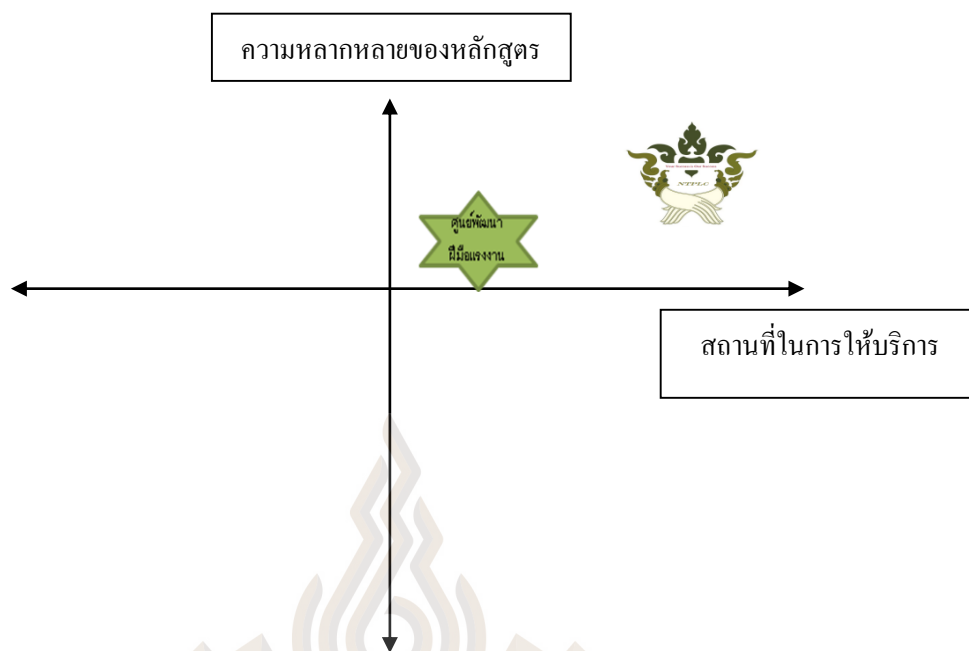 ความหลากหลายของหลักสูตร
NTPLC
ศูนย์พัฒนา
ฝีมือแรงงาน
สถานที่ในการให้บริการ